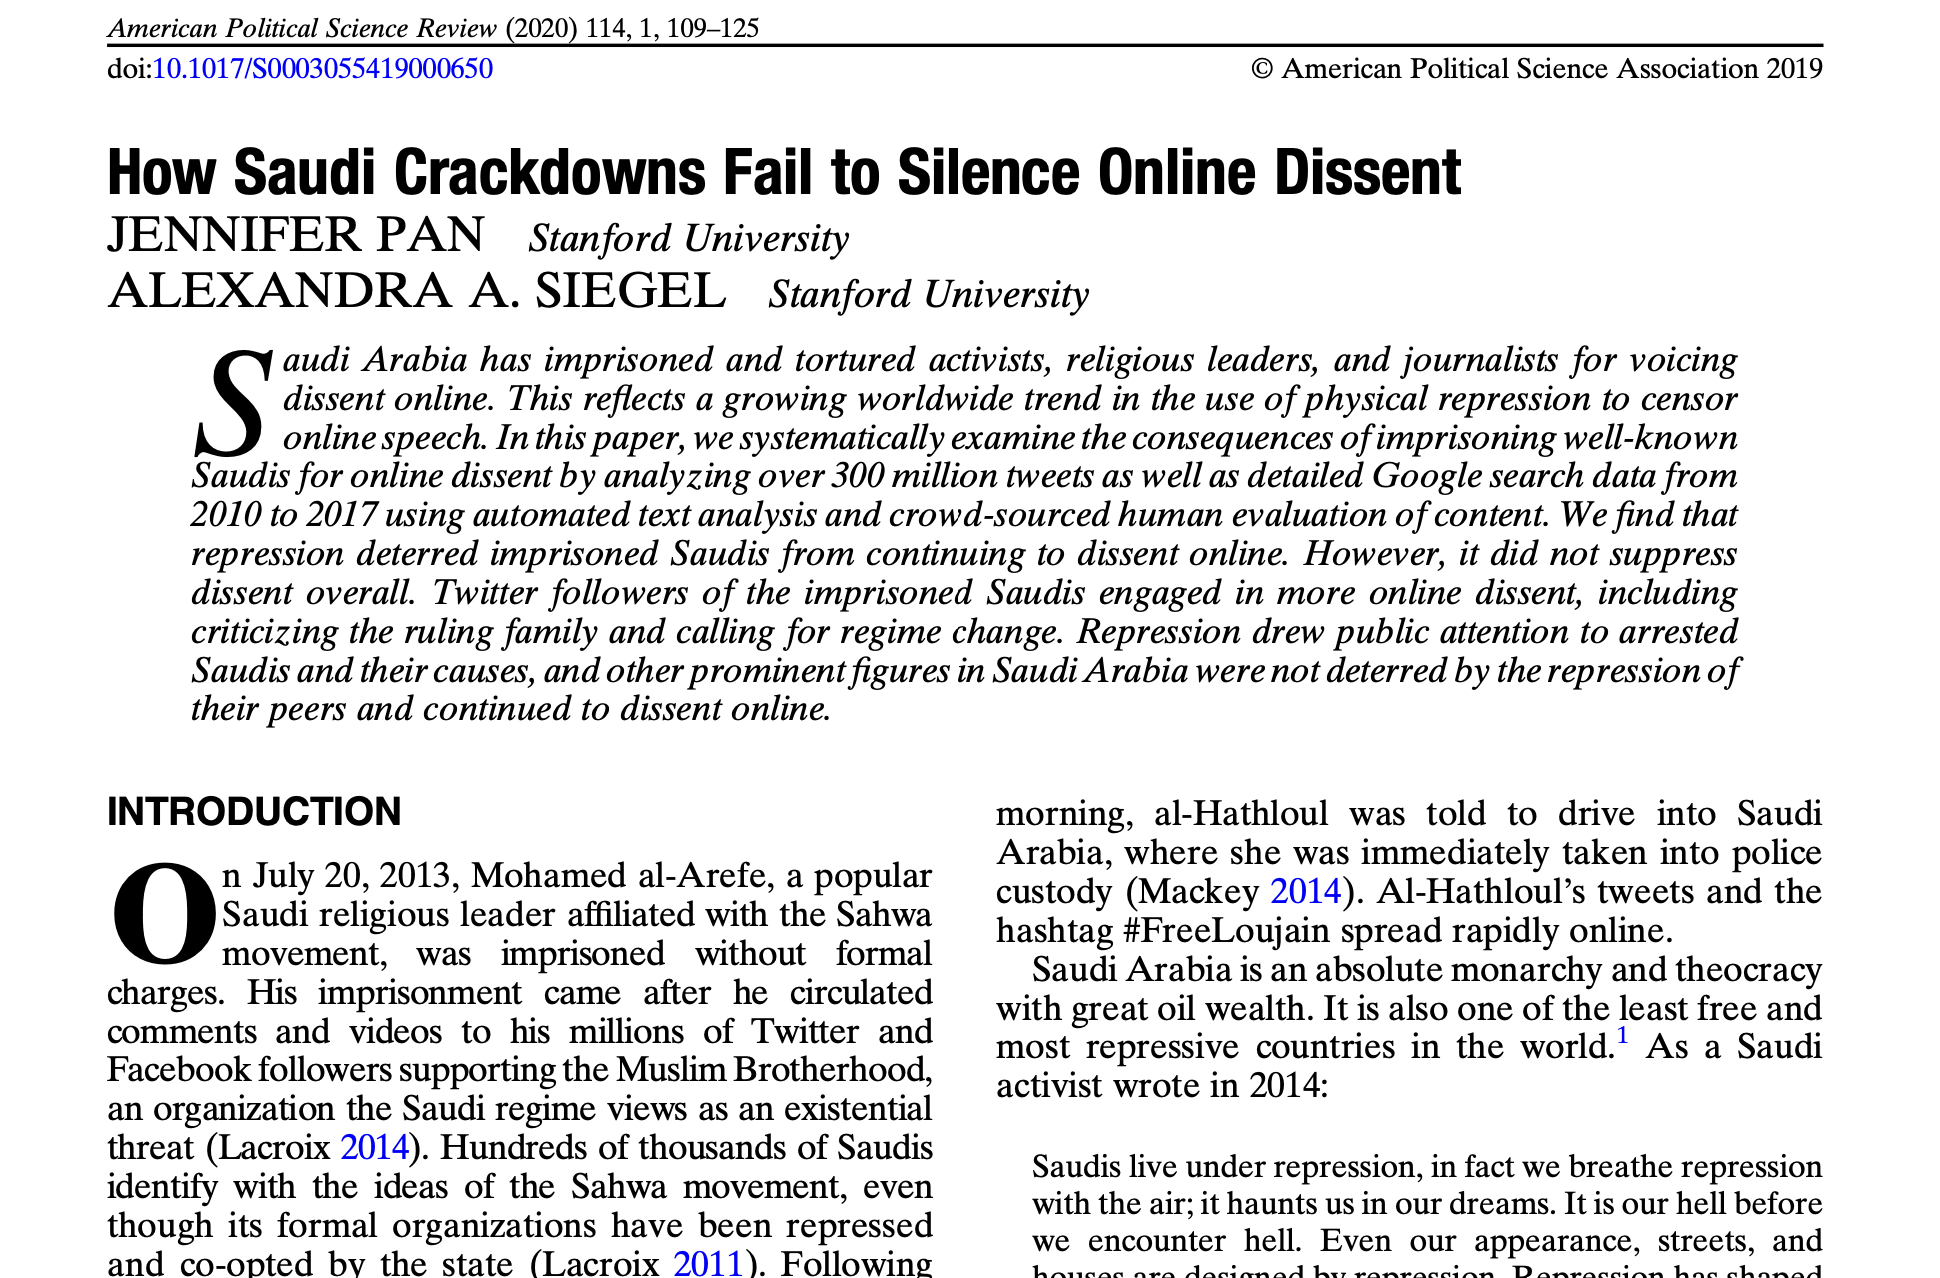 American Political Science Review (2020) 114, 1, 109–125
doi:10.1017/S0003055419000650
© American Political Science Association 2019
How Saudi Crackdowns Fail to Silence Online Dissent
JENNIFER PAN Stanford University
ALEXANDRA A. SIEGEL Stanford University
Saudi Arabia has imprisoned and tortured activists, religious leaders, and journalists for voicing
dissent online. This reflects a growing worldwide trend in the use of physical repression to censor
online speech. In this paper, we systematically examine the consequences of imprisoning well-known
Saudis for online dissent by analyzing over 300 million tweets as well as detailed Google search data from
2010 to 2017 using automated text analysis and crowd-sourced human evaluation of content. We find that
repression deterred imprisoned Saudis from continuing to dissent online. However, it did not suppress
dissent overall. Twitter followers of the imprisoned Saudis engaged in more online dissent, including
criticizing the ruling family and calling for regime change. Repression drew public attention to arrested
Saudis and their causes, and other prominent figures in Saudi Arabia were not deterred by the repression of
their peers and continued to dissent online.
INTRODUCTION
On July 20, 2013, Mohamed al-Arefe, a popular
Saudi religious leader affiliated with the Sahwa
movement, was imprisoned without formal
charges. His imprisonment came after he circulated
comments and videos to his millions of Twitter and
Facebook followers supporting the Muslim Brotherhood,
an organization the Saudi regime views as an existential
threat (Lacroix 2014). Hundreds of thousands of Saudis
identify with the ideas of the Sahwa movement, even
though its formal organizations have been repressed
and co-opted by the state (Lacroix 2011). Following
morning, al-Hathloul was told to drive into Saudi
Arabia, where she was immediately taken into police
custody (Mackey 2014). Al-Hathloul's tweets and the
hashtag #FreeLoujain spread rapidly online.
Saudi Arabia is an absolute monarchy and theocracy
with great oil wealth. It is also one of the least free and
most repressive countries in the world.1 As a Saudi
activist wrote in 2014:
Saudis live under repression, in fact we breathe repression
with the air; it haunts us in our dreams. It is our hell before
we encounter hell. Even our appearance, streets, and
houses are designed by repression. Repression has shaped